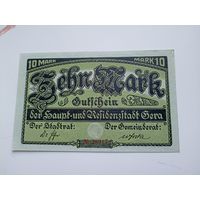 10 MARK MARK 10
Zehn Mark
Gutschein
der Haupt- und Residenzstadt Gera
Der Stadtrat: Der Gemeinderat: